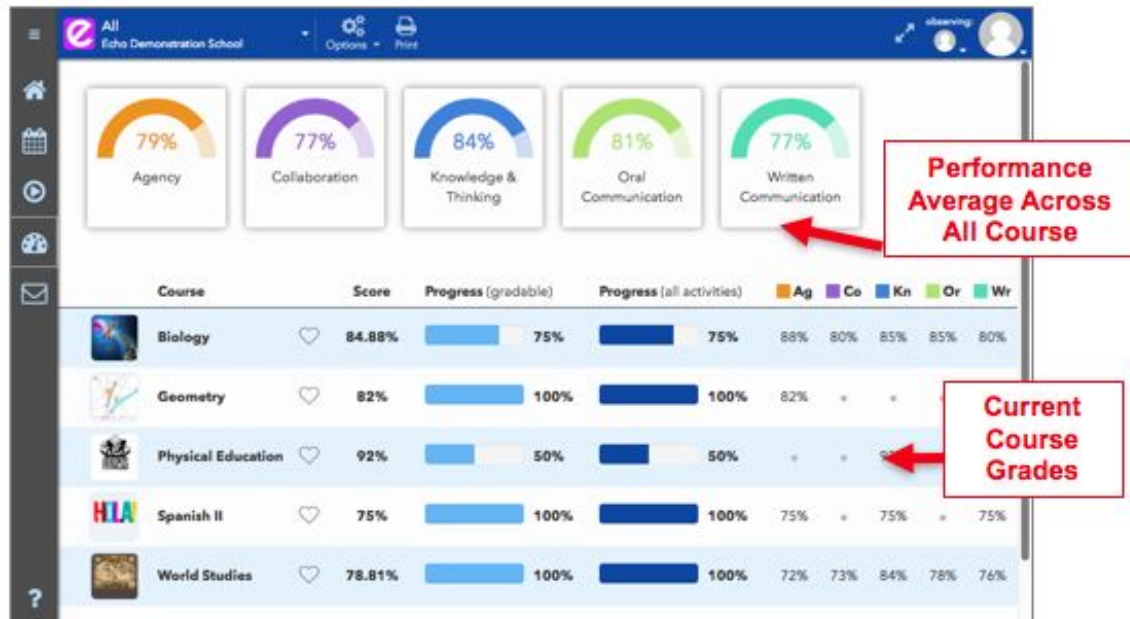 All
Echo Demonstration School
Options
Print
observing:
79%
Agency
77%
Collaboration
84%
Knowledge &
Thinking
81%
Oral
Communication
77%
Written
Communication
Performance
Average Across
All Course
Course Score Progress (gradable) Progress (all activities) Ag Co Kn Or Wr
Biology 84.88% 75% 75% 88% 80% 85% 85% 80%
Geometry 82% 100% 100% 82%
Physical Education 92% 50% 50%
Current
Course
Grades
HOLA!
Spanish II 75% 100% 100% 75% 75% 75%
World Studies 78.81% 100% 100% 72% 73% 84% 78% 76%
?